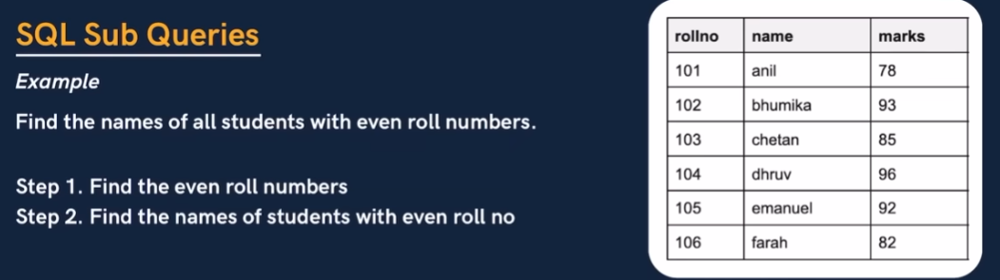 SQL Sub Queries
Example
Find the names of all students with even roll numbers.
Step 1. Find the even roll numbers
Step 2. Find the names of students with even roll no
rollno name marks
101 anil 78
102 bhumika 93
103 chetan 85
104 dhruv 96
105 emanuel 92
106 farah 82